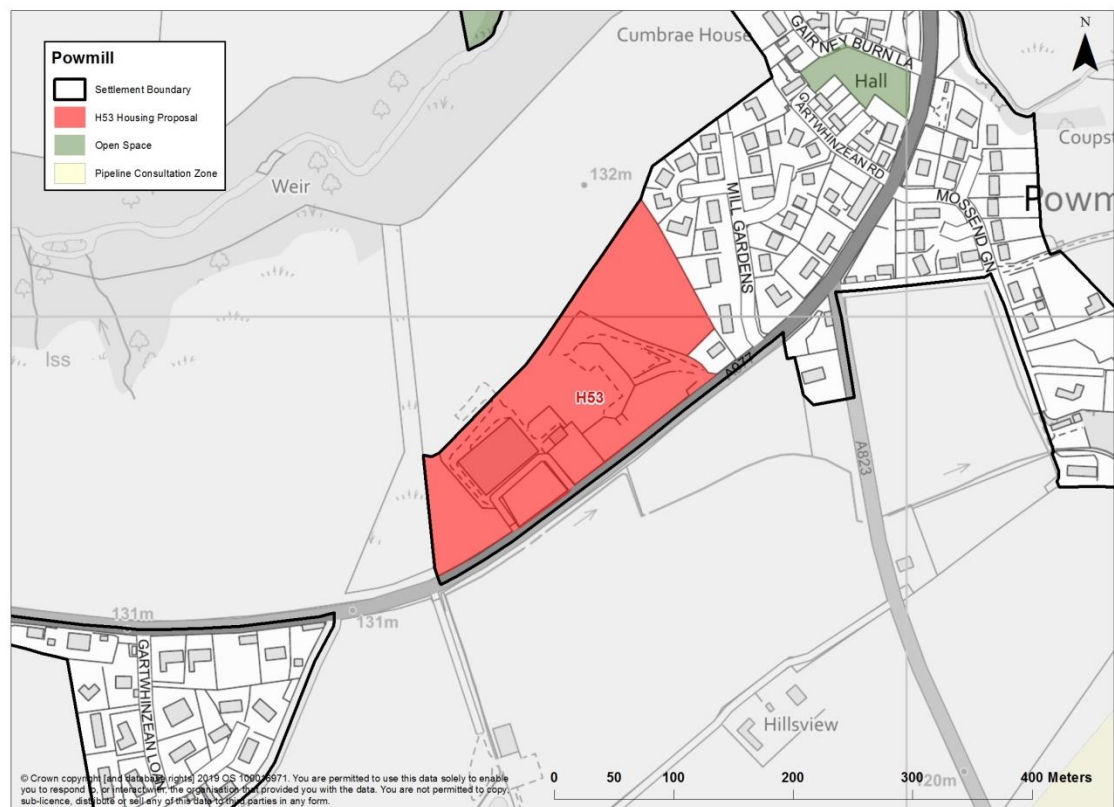 Powmill
Settlement Boundary
H53 Housing Proposal
Open Space
Pipeline Consultation Zone
N
Cumbrae House
GAIRNEY BURN LA
Hall
GARTWHINZEAN RD
Coupst
Powm
132m
Weir
MILL GARDENS
MOSSEND GN
Iss
A977
H53
A823
131m
131m
GARTWHINZEAN LOAN
Hillsview
20m
© Crown copyright [and database rights] 2019 OS 100016971. You are permitted to use this data solely to enable
you to respond to, or interact with, the organisation that provided you with the data. You are not permitted to copy,
sub-licence, distribute or sell any of this data to third parties in any form.
0 50 100 200 300 400 Meters